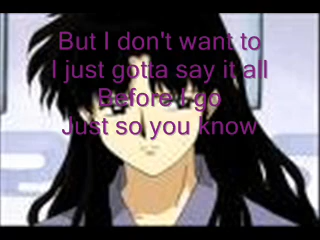 But I don't want to
I just gotta say it all
Before I go
Just so you know